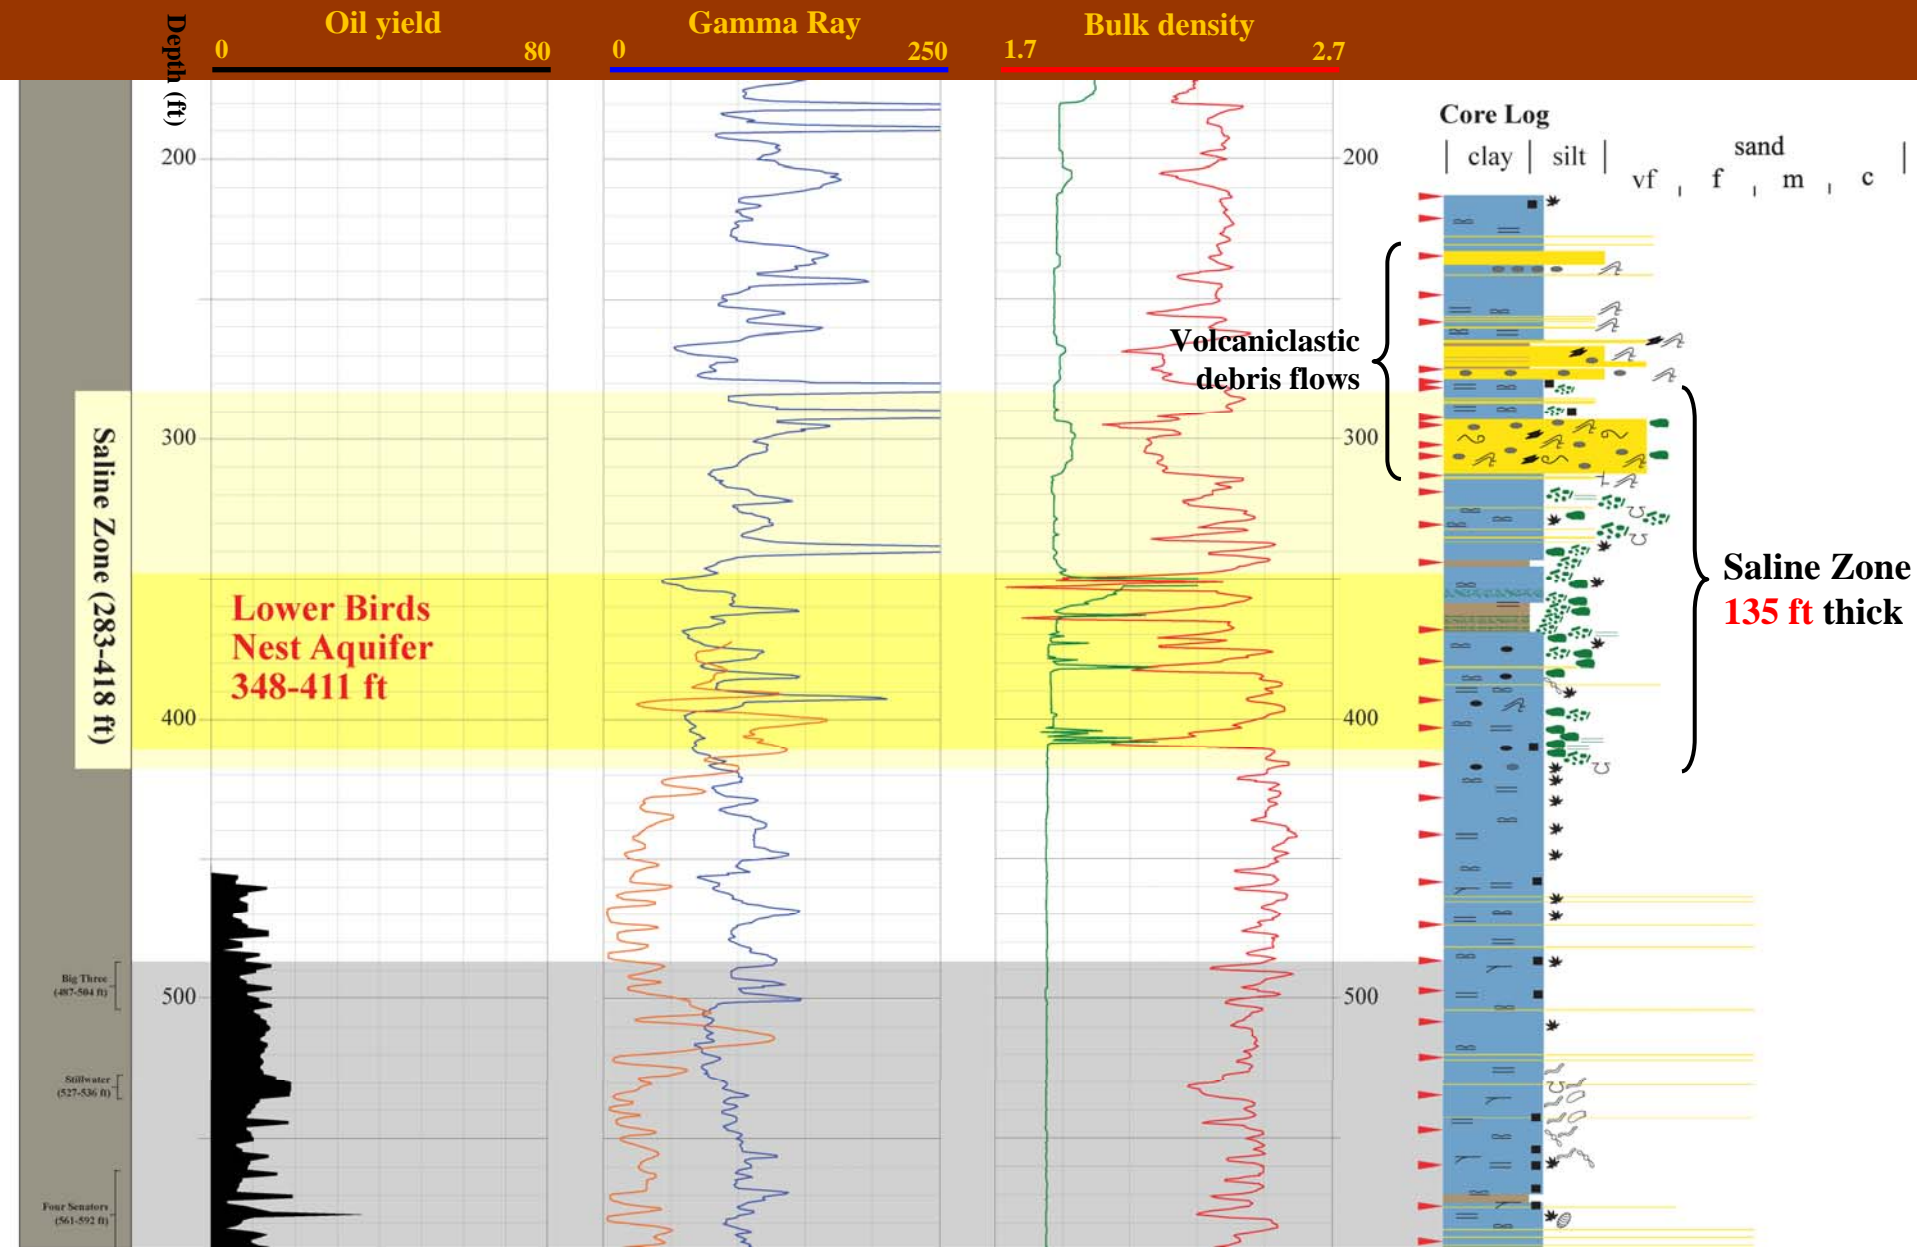 Depth (ft)
Oil yield
0 80
Gamma Ray
0 250
Bulk density
1.7 2.7
Core Log
clay silt sand
vf f m c
200 200
Volcaniclastic
debris flows
300 300
Saline Zone (283-418 ft)
Lower Birds
Nest Aquifer
348-411 ft
Saline Zone
135 ft thick
400 400
Big Three
(487-504 ft)
500 500
Stillwater
(527-536 ft)
Four Senators
(561-592 ft)